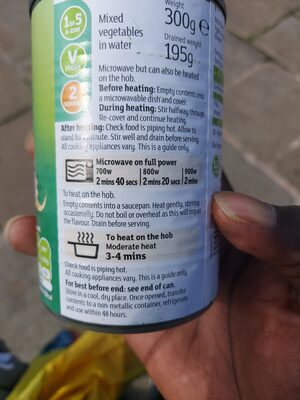 Weight
300g e
Drained weight
195g
1 of 5
A-DAY
Mixed
vegetables
in water
V
VEGAN
2
Microwave but can also be heated
on the hob.
Before heating: Empty contents into
a microwavable dish and cover.
During heating: Stir halfway through.
Re-cover and continue heating.
After heating: Check food is piping hot. Allow to
stand for 1 minute. Stir well and drain before serving.
All cooking appliances vary. This is a guide only.
Microwave on full power
700w 800w 900w
2 mins 40 secs 2 mins 20 secs 2 mins
To heat on the hob.
Empty contents into a saucepan. Heat gently, stirring
occasionally. Do not boil or overheat as this will impair
the flavour. Drain before serving.
To heat on the hob
Moderate heat
3-4 mins
Check food is piping hot.
All cooking appliances vary. This is a guide only.
For best before end: see end of can.
Store in a cool, dry place. Once opened, transfer
contents to a non-metallic container, refrigerate
and use within 48 hours.